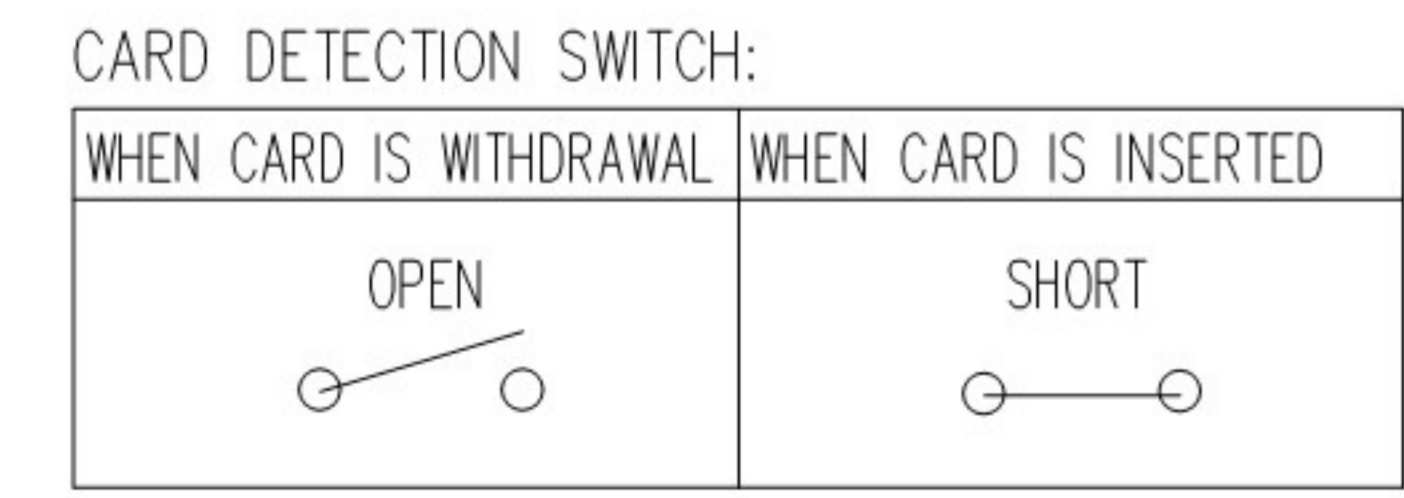 CARD DETECTION SWITCH:
WHEN CARD IS WITHDRAWAL
WHEN CARD IS INSERTED
OPEN
SHORT